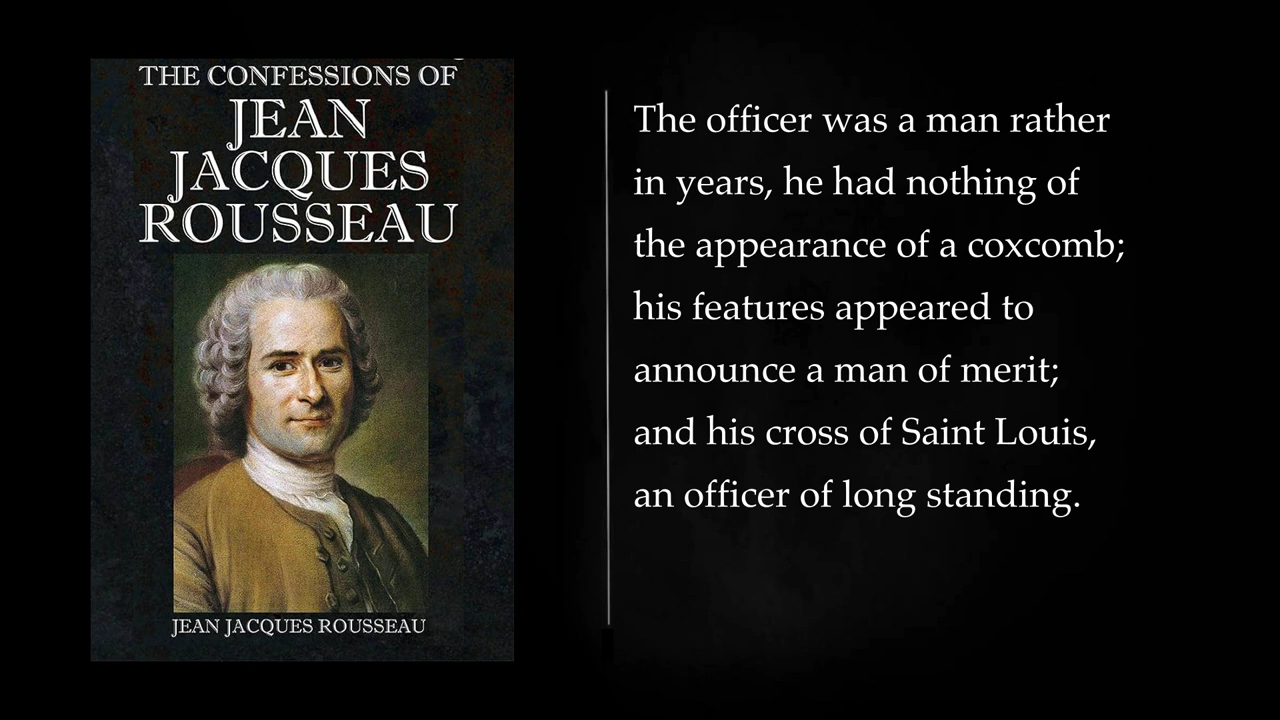 THE CONFESSIONS OF
JEAN
JACQUES
ROUSSEAU
JEAN JACQUES ROUSSEAU
The officer was a man rather
in years, he had nothing of
the appearance of a coxcomb;
his features appeared to
announce a man of merit;
and his cross of Saint Louis,
an officer of long standing.